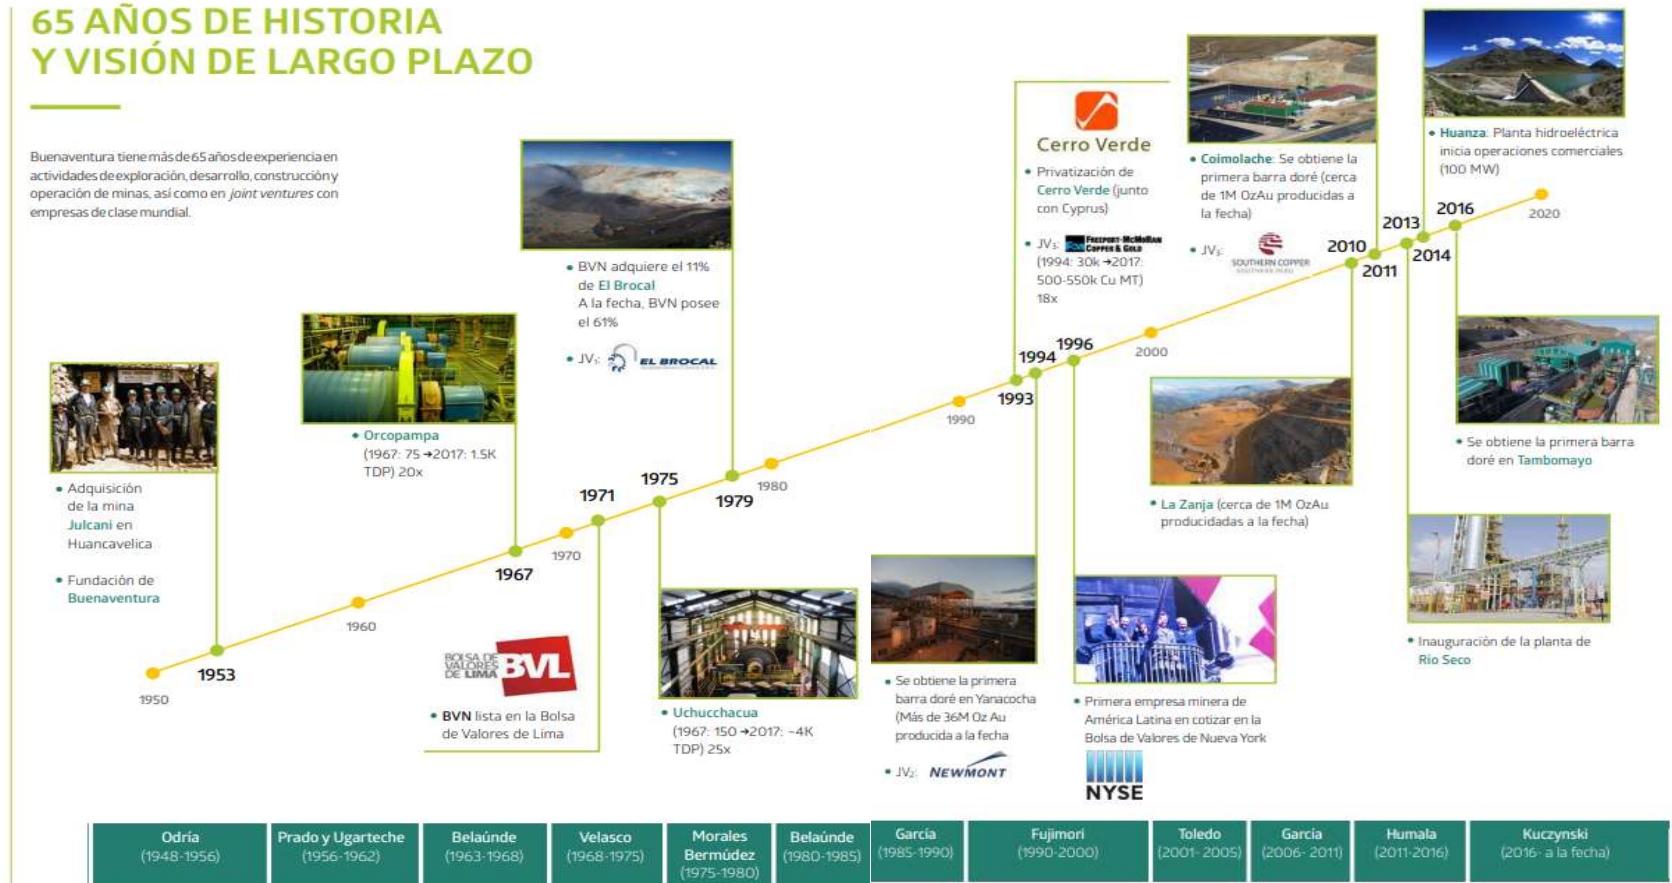 65 AÑOS DE HISTORIA
Y VISIÓN DE LARGO PLAZO
Buenaventura tiene más de 65 años de experiencia en
actividades de exploración, desarrollo, construcción y
operación de minas, así como en joint ventures con
empresas de clase mundial.
• Adquisición
de la mina
Julcani en
Huancavelica
• Fundación de
Buenaventura
1950
1953
1960
• Orcopampa
(1967: 75 →2017: 1.5K
TDP) 20x
1967
1970
BOLSA DE
VALORES
DE LIMA
BVL
• BVN lista en la Bolsa
de Valores de Lima
1971
1975
• Uchucchacua
(1967: 150 →2017: ~4K
TDP) 25x
• BVN adquiere el 11%
de El Brocal
A la fecha, BVN posee
el 61%
• JV₁:
EL BROCAL
1979
1980
1990
Cerro Verde
• Privatización de
Cerro Verde (junto
con Cyprus)
• JV₃: FREEPORT-MCMORAN
COPPER & GOLD
(1994: 30k →2017:
500-550k Cu MT)
18x
1993
1994
• Se obtiene la primera
barra doré en Yanacocha
(Más de 36M Oz Au
producida a la fecha
• JV₂: NEWMONT
1996
• Primera empresa minera de
América Latina en cotizar en la
Bolsa de Valores de Nueva York
NYSE
2000
• La Zanja (cerca de 1M OzAu
producidadas a la fecha)
2010
• Coimolache: Se obtiene la
primera barra doré (cerca
de 1M OzAu producidas a
la fecha)
• JV₃:
SOUTHERN COPPER
SOUTHERN PERU
2011
2013
• Inauguración de la planta de
Río Seco
2014
• Huanza: Planta hidroeléctrica
inicia operaciones comerciales
(100 MW)
2016
• Se obtiene la primera barra
doré en Tambomayo
2020
Odría
(1948-1956)
Prado y Ugarteche
(1956-1962)
Belaúnde
(1963-1968)
Velasco
(1968-1975)
Morales
Bermúdez
(1975-1980)
Belaúnde
(1980-1985)
García
(1985-1990)
Fujimori
(1990-2000)
Toledo
(2001- 2005)
García
(2006- 2011)
Humala
(2011-2016)
Kuczynski
(2016- a la fecha)